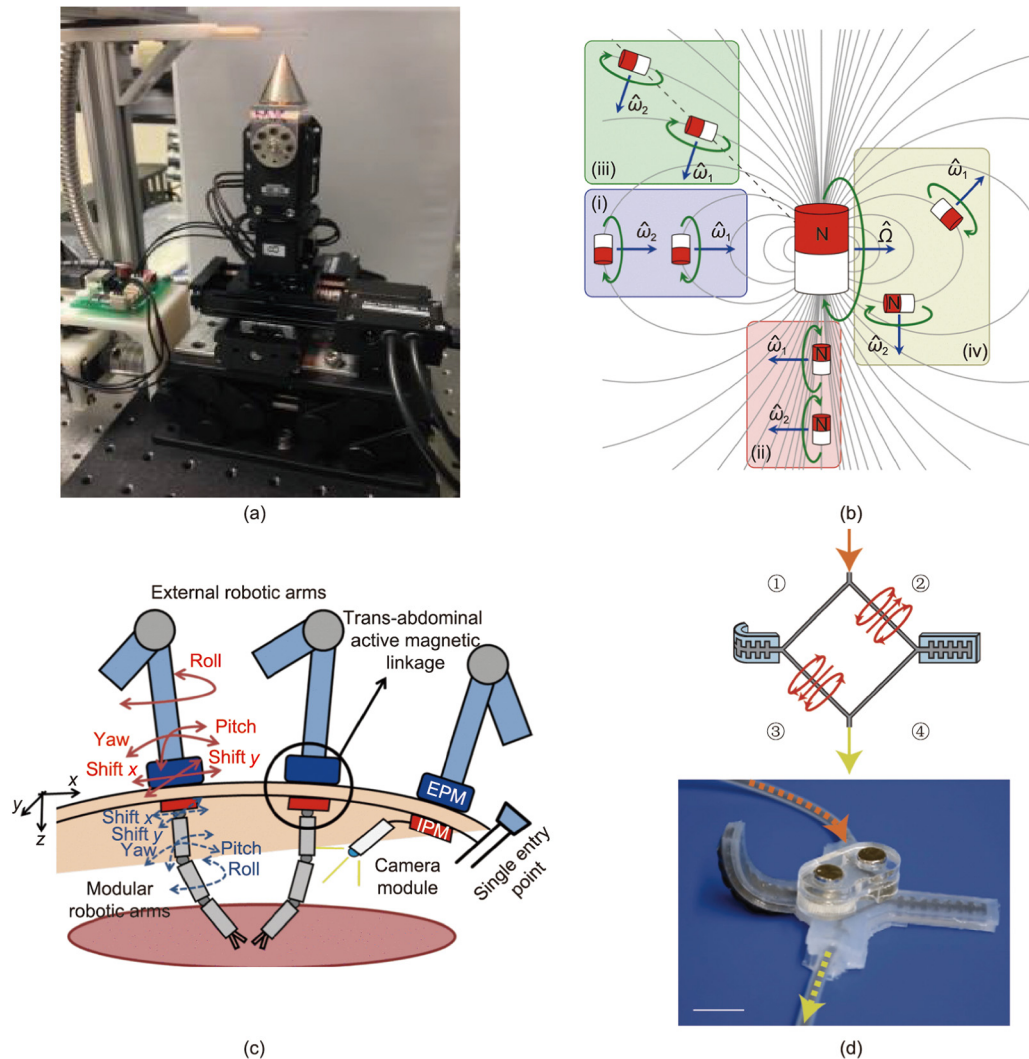 (a)
N
N
N
N
Ω̂
ω̂₂
ω̂₁
(iii)
(i)
ω̂₂
ω̂₁
ω̂₁
ω̂₂
(iv)
ω̂₁
ω̂₂
(ii)
(b)
External robotic arms
Trans-abdominal
active magnetic
linkage
Roll
Pitch
Yaw
Shift y
Shift x
x
y
z
EPM
IPM
Shift x
Shift y
Yaw
Pitch
Roll
Camera
module
Single entry
point
Modular
robotic arms
(c)
①
②
③
④
(d)